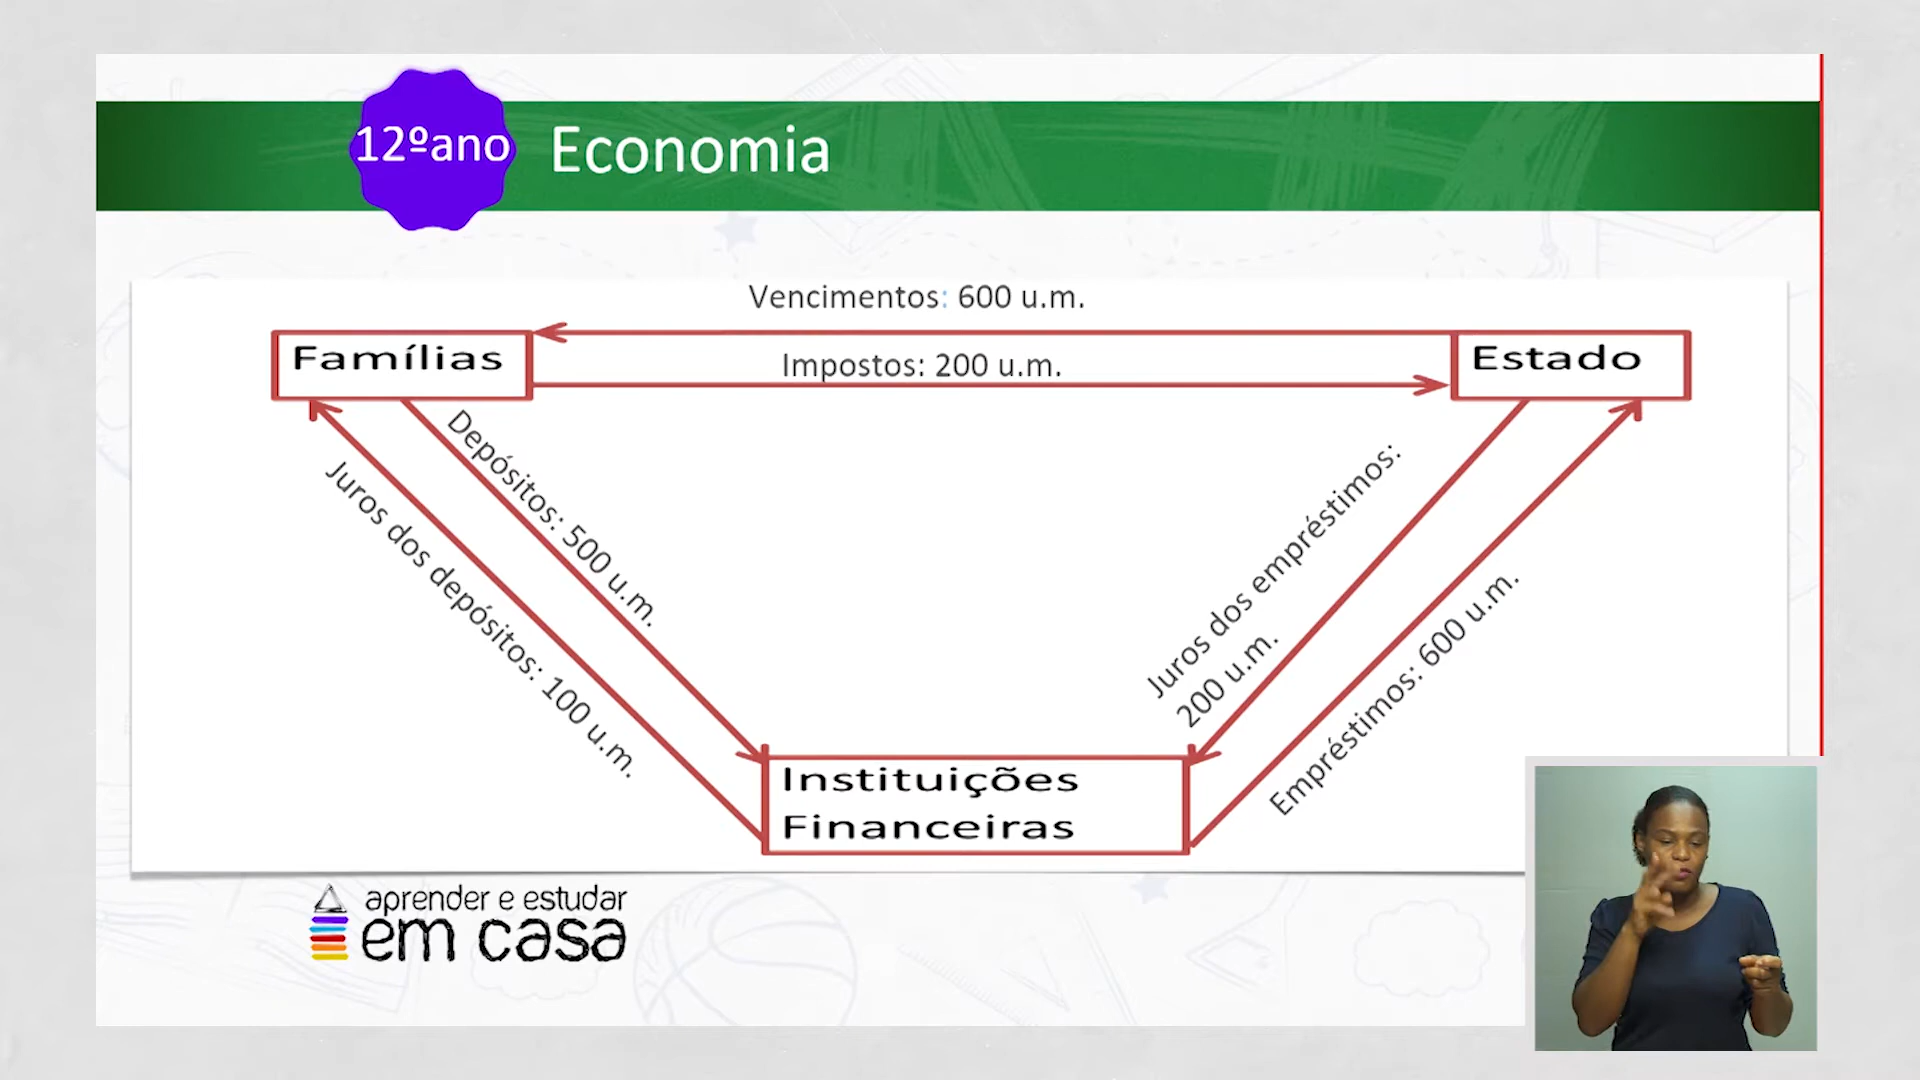 12ºano
Economia
Vencimentos: 600 u.m.
Famílias
Estado
Impostos: 200 u.m.
Depósitos: 500 u.m.
Juros dos depósitos: 100 u.m.
Juros dos empréstimos:
200 u.m.
Empréstimos: 600 u.m.
Instituições
Financeiras
aprender e estudar
em casa